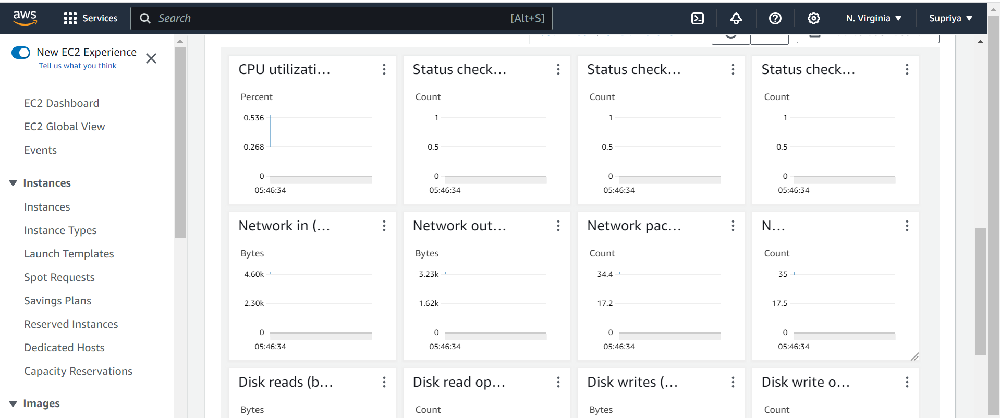 aws Services Search [Alt+S] N. Virginia Supriya
New EC2 Experience
Tell us what you think
EC2 Dashboard
EC2 Global View
Events
Instances
Instances
Instance Types
Launch Templates
Spot Requests
Savings Plans
Reserved Instances
Dedicated Hosts
Capacity Reservations
Images
CPU utilizati...
Percent
0.536
0.268
0
05:46:34
Status check...
Count
1
0.5
0
05:46:34
Status check...
Count
1
0.5
0
05:46:34
Status check...
Count
1
0.5
0
05:46:34
Network in (...
Bytes
4.60k
2.30k
0
05:46:34
Network out...
Bytes
3.23k
1.62k
0
05:46:34
Network pac...
Count
34.4
17.2
0
05:46:34
N...
Count
35
17.5
0
05:46:34
Disk reads (b...
Bytes
Disk read op...
Count
Disk writes (...
Bytes
Disk write o...
Count